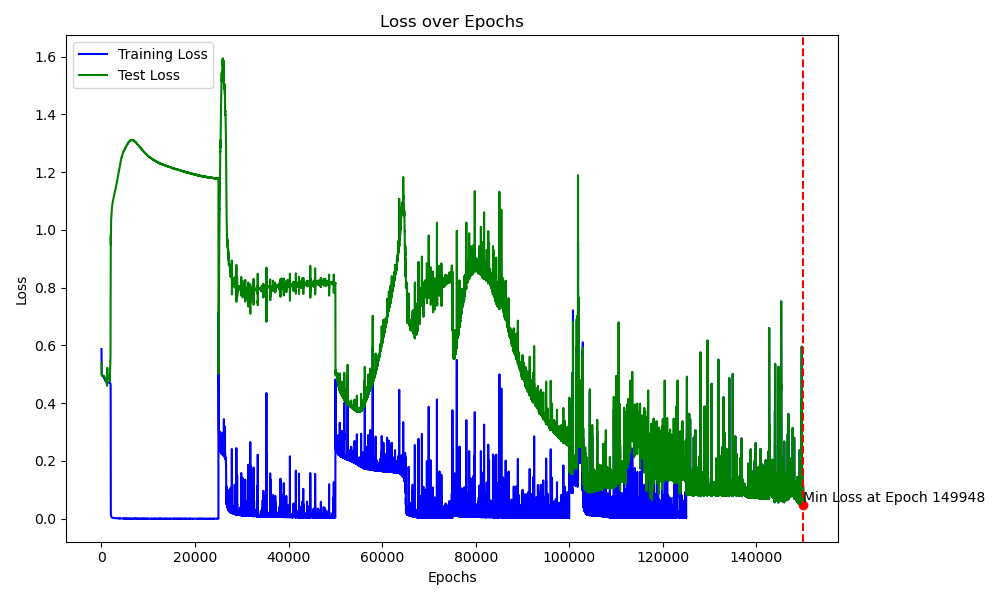 Loss over Epochs
Training Loss
Test Loss
1.6
1.4
1.2
1.0
0.8
0.6
0.4
0.2
0.0
Loss
Min Loss at Epoch 149948
0 20000 40000 60000 80000 100000 120000 140000
Epochs